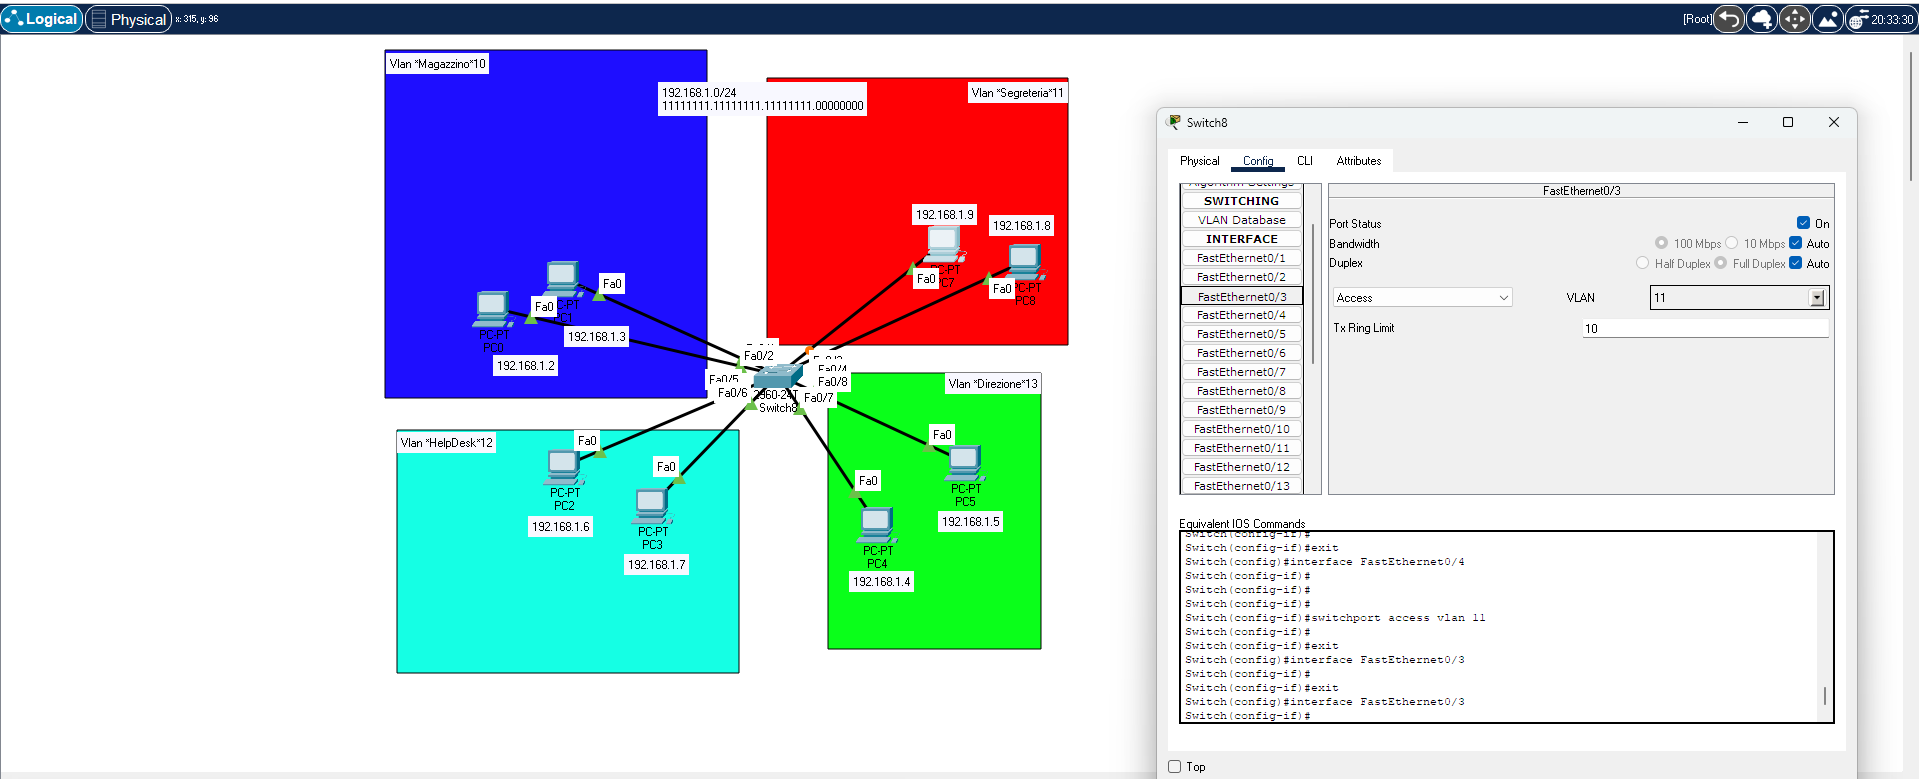 Logical
Physical
x: 315, y: 96
[Root]
20:33:30
Vlan *Magazzino*10
192.168.1.0/24
11111111.11111111.11111111.00000000
Vlan *Segreteria*11
192.168.1.9
192.168.1.8
Fa0
Fa0
C-PT
C7
Fa0
C-PT
PC8
Fa0
C-PT
C1
Fa0
PC-PT
PC0
192.168.1.3
192.168.1.2
Fa0/2
Fa0/4
Fa0/8
Fa0/5
Fa0/6
Fa0/7
2960-24T
Switch8
Vlan *Direzione*13
Vlan *HelpDesk*12
Fa0
PC-PT
PC2
192.168.1.6
Fa0
PC-PT
PC3
192.168.1.7
Fa0
PC-PT
PC5
192.168.1.5
Fa0
PC-PT
PC4
192.168.1.4
Switch8
Physical
Config
CLI
Attributes
Algorithm Settings
SWITCHING
VLAN Database
INTERFACE
FastEthernet0/1
FastEthernet0/2
FastEthernet0/3
FastEthernet0/4
FastEthernet0/5
FastEthernet0/6
FastEthernet0/7
FastEthernet0/8
FastEthernet0/9
FastEthernet0/10
FastEthernet0/11
FastEthernet0/12
FastEthernet0/13
FastEthernet0/3
Port Status
On
Bandwidth
100 Mbps
10 Mbps
Auto
Duplex
Half Duplex
Full Duplex
Auto
Access
VLAN
11
Tx Ring Limit
10
Equivalent IOS Commands
Switch(config-if)#
Switch(config-if)#exit
Switch(config)#interface FastEthernet0/4
Switch(config-if)#
Switch(config-if)#
Switch(config-if)#
Switch(config-if)#switchport access vlan 11
Switch(config-if)#
Switch(config-if)#exit
Switch(config)#interface FastEthernet0/3
Switch(config-if)#
Switch(config-if)#exit
Switch(config)#interface FastEthernet0/3
Switch(config-if)#
Top